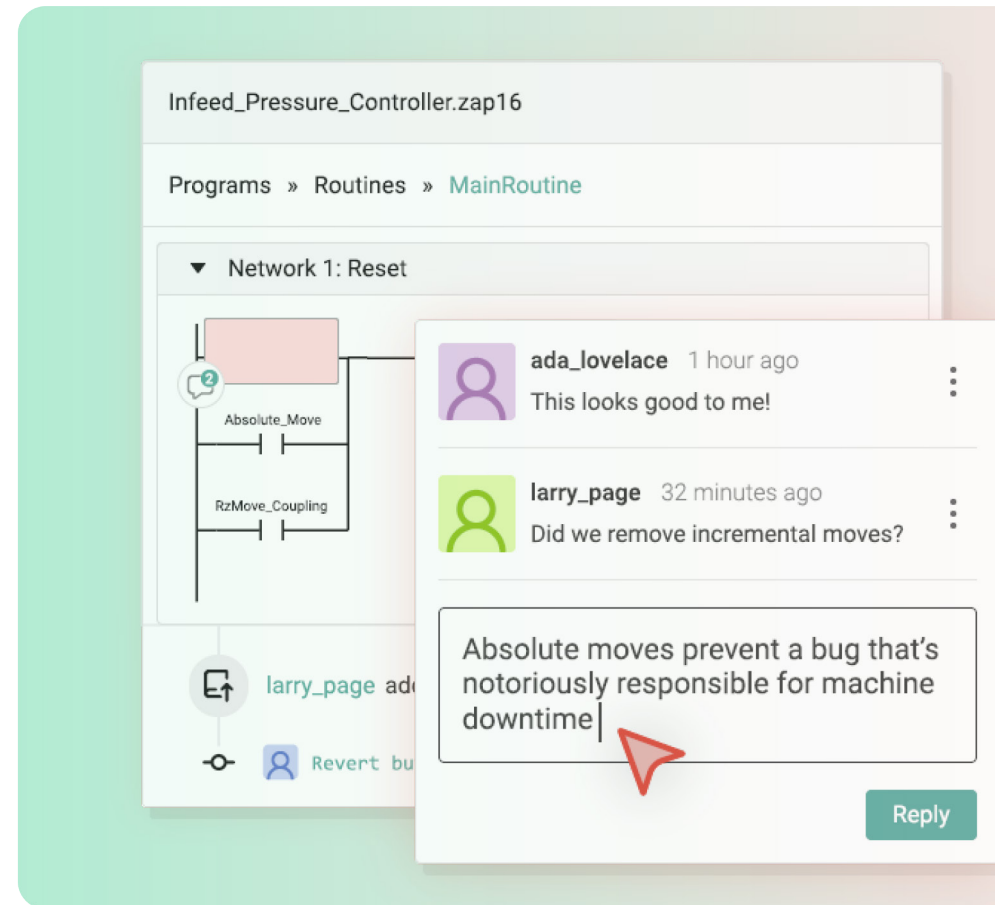 Infeed_Pressure_Controller.zap16
Programs » Routines » MainRoutine
Network 1: Reset
2
Absolute_Move
RzMove_Coupling
ada_lovelace 1 hour ago
This looks good to me!
larry_page 32 minutes ago
Did we remove incremental moves?
Absolute moves prevent a bug that's
notoriously responsible for machine
downtime
Reply
larry_page
Revert